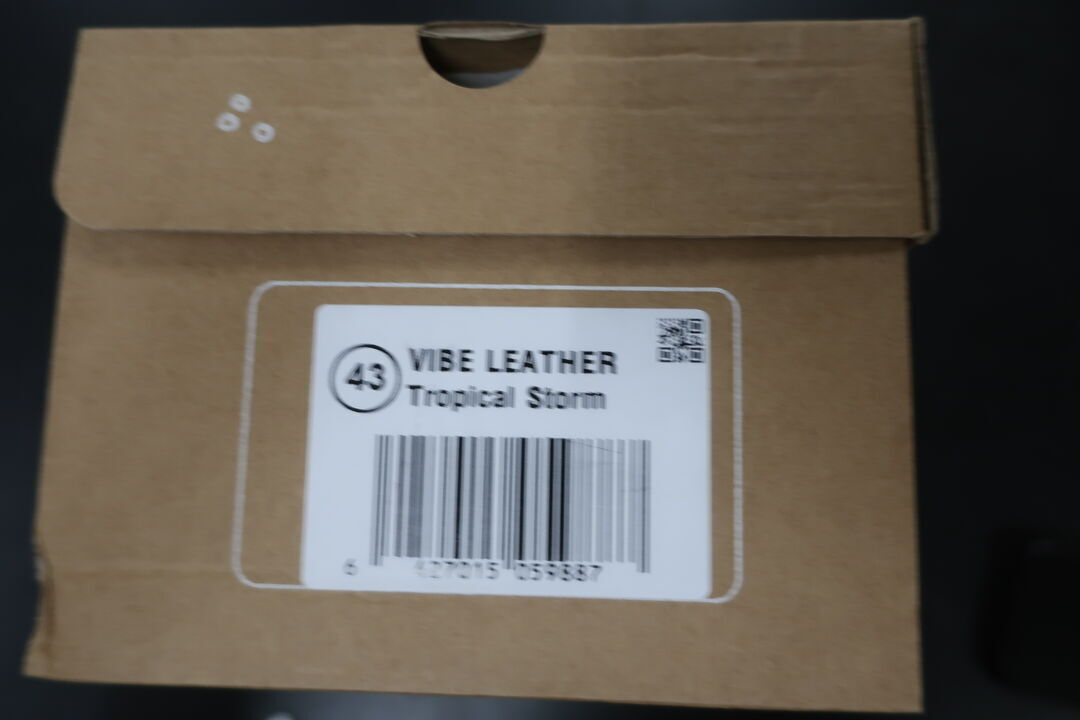 43
VIBE LEATHER
Tropical Storm
6 427015 059887